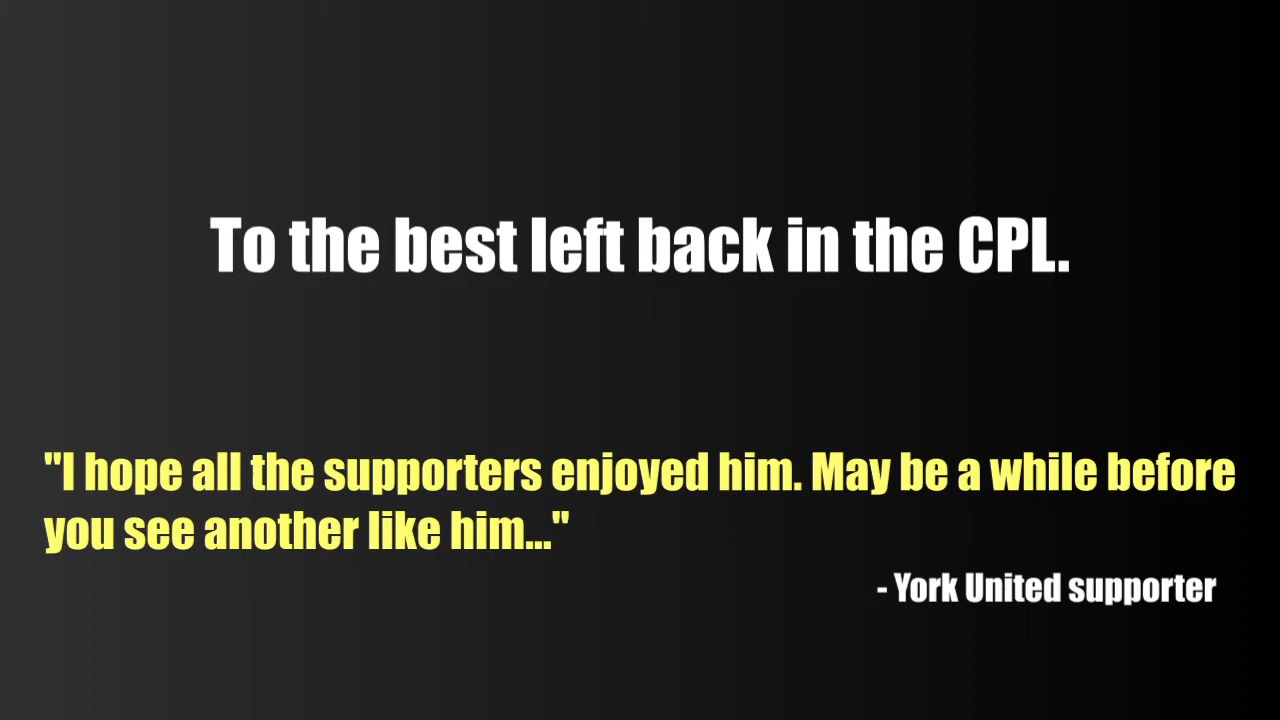 To the best left back in the CPL.
"I hope all the supporters enjoyed him. May be a while before
you see another like him..."
- York United supporter